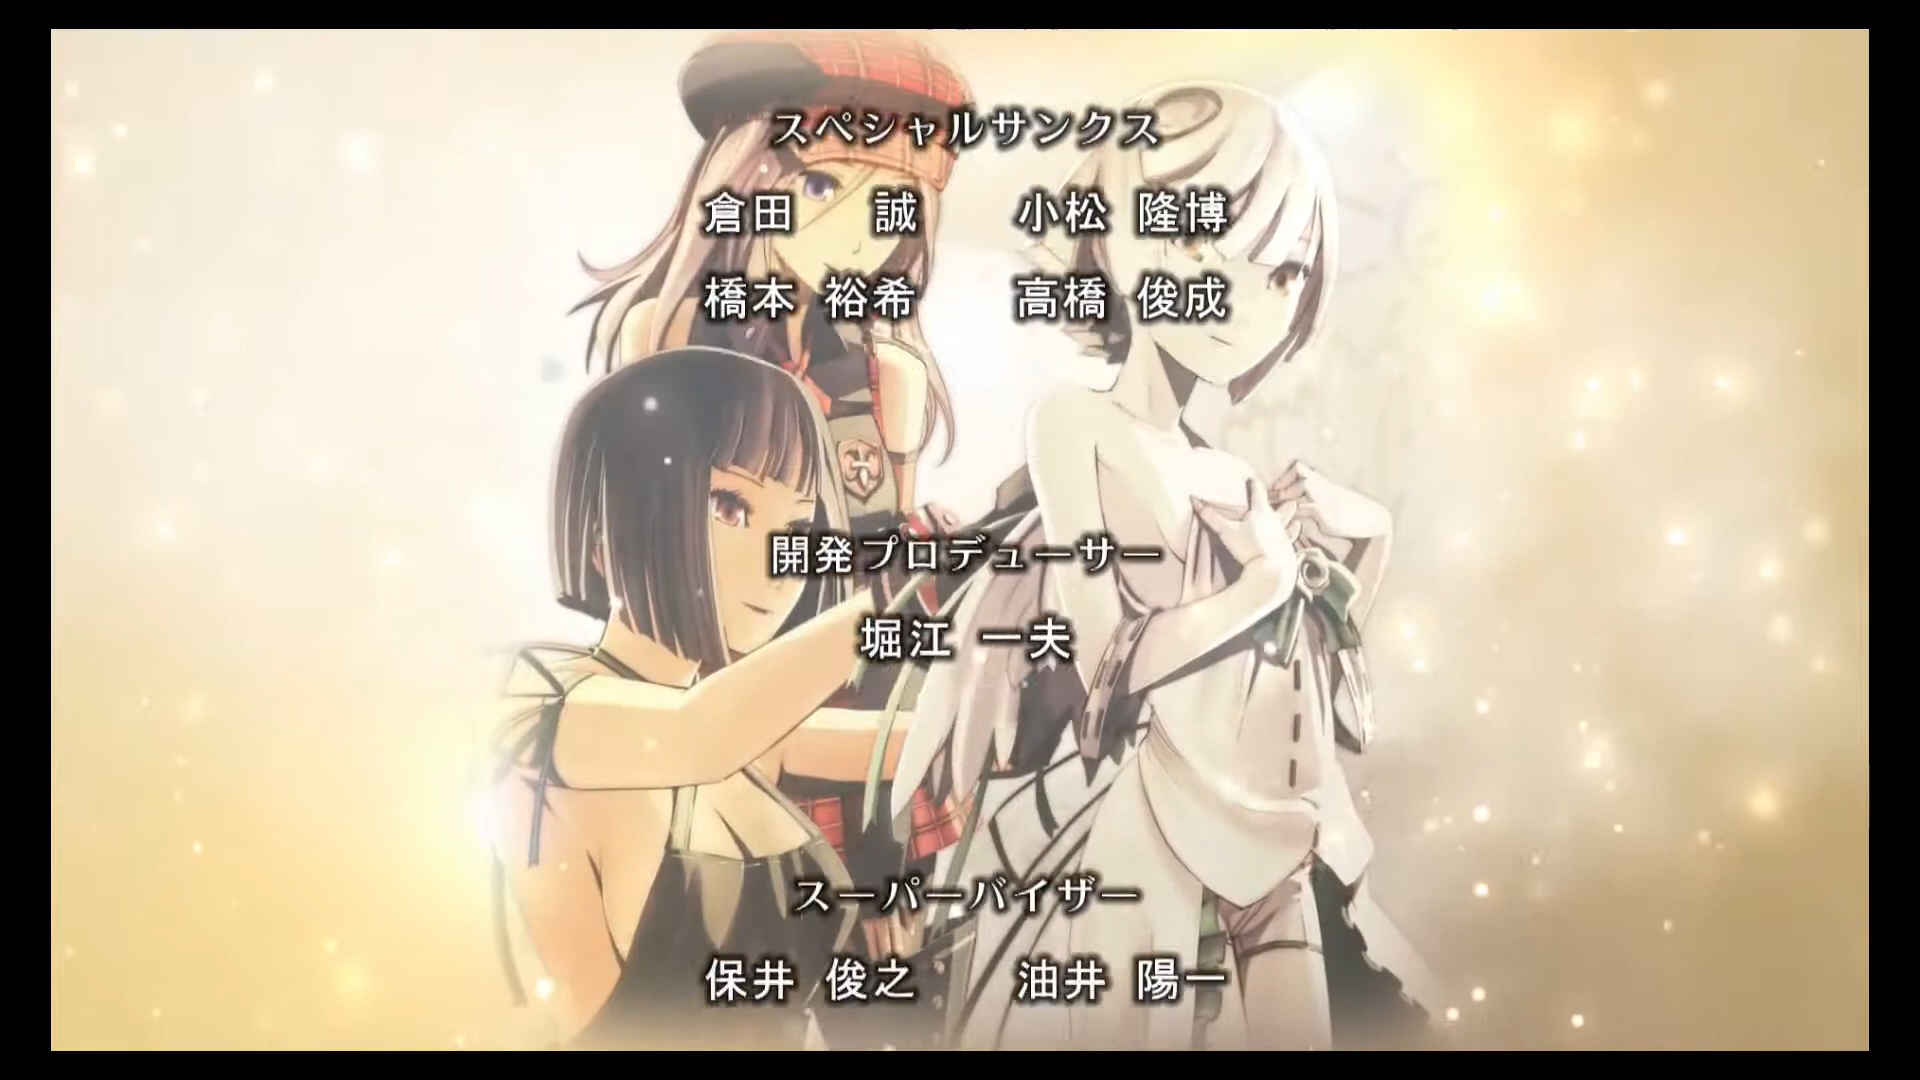 スペシャルサンクス
倉田 誠 小松 隆博
橋本 裕希 高橋 俊成
開発プロデューサー
堀江 一夫
スーパーバイザー
保井 俊之 油井 陽一